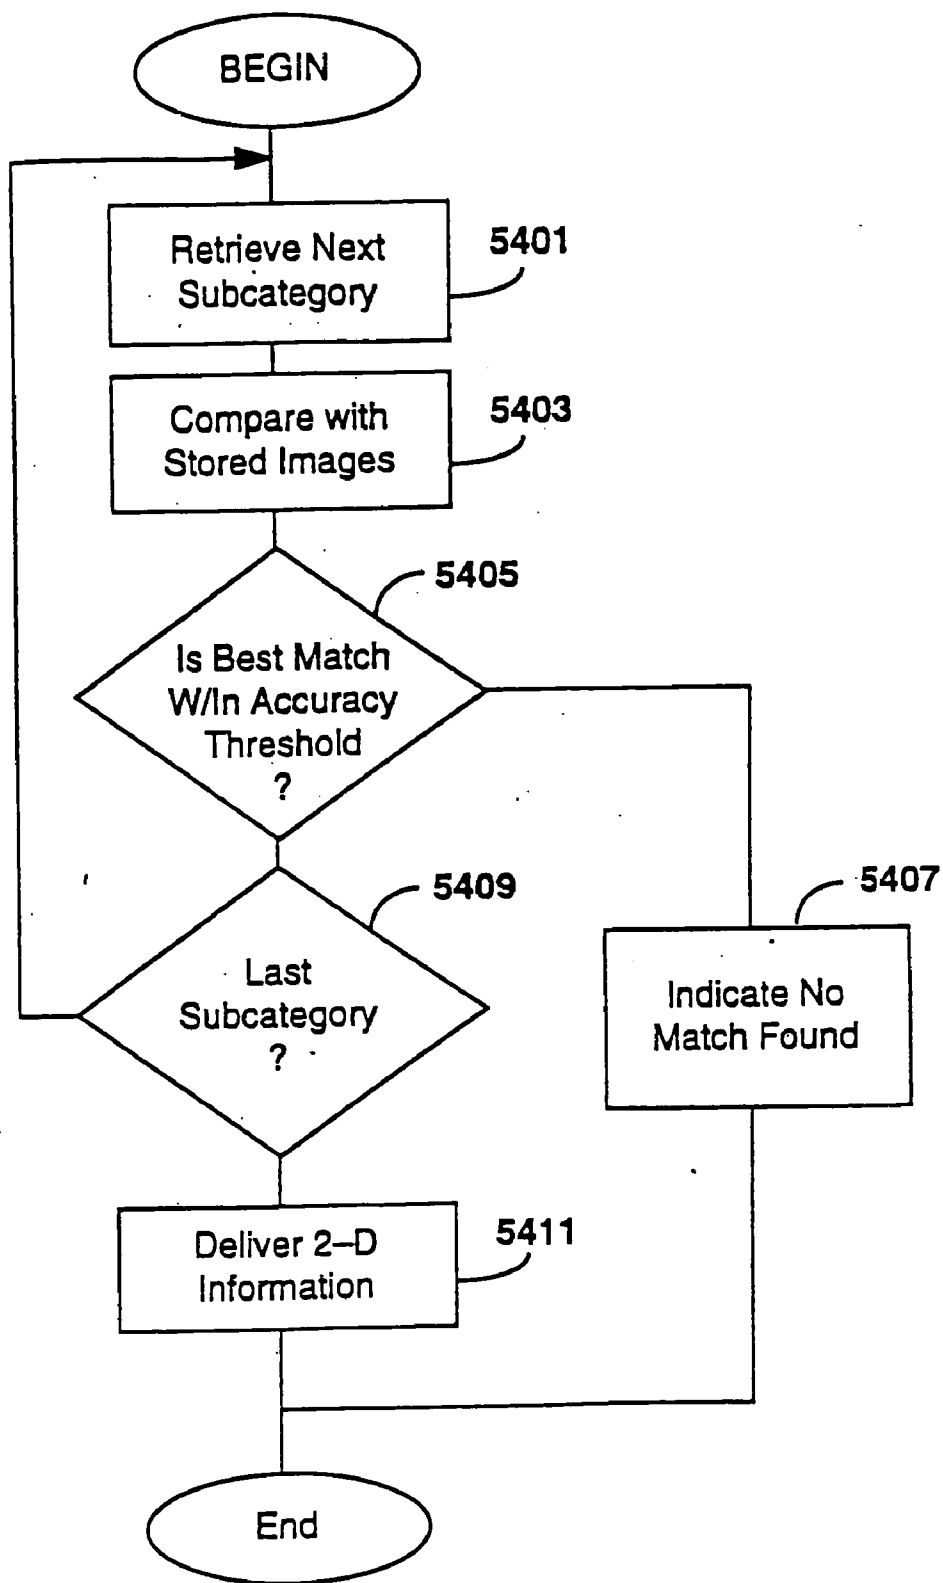 BEGIN
Retrieve Next
Subcategory
5401
Compare with
Stored Images
5403
5405
Is Best Match
W/In Accuracy
Threshold
?
5409
Last
Subcategory
?
5407
Indicate No
Match Found
Deliver 2–D
Information
5411
End